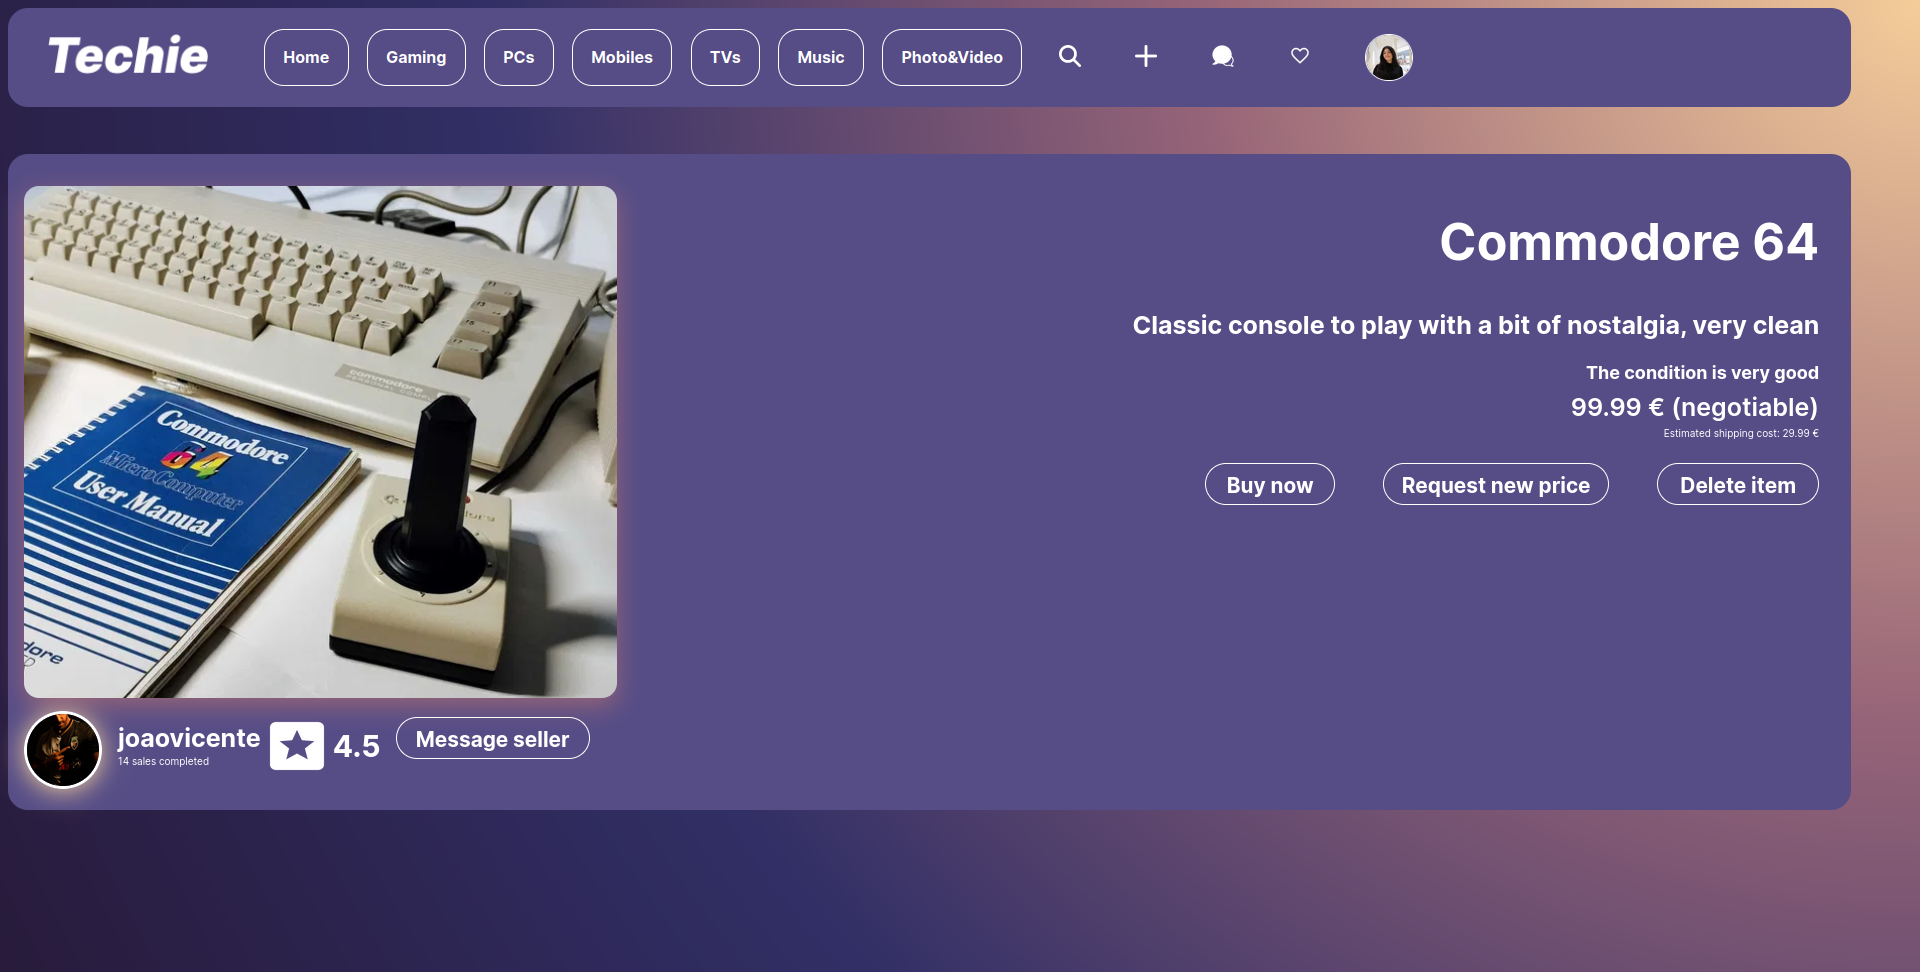 Techie
Home
Gaming
PCs
Mobiles
TVs
Music
Photo&Video
Commodore 64
Classic console to play with a bit of nostalgia, very clean
The condition is very good
99.99 € (negotiable)
Estimated shipping cost: 29.99 €
Buy now
Request new price
Delete item
commodore
Commodore
64
MicroComputer
User Manual
joaovicente
14 sales completed
4.5
Message seller